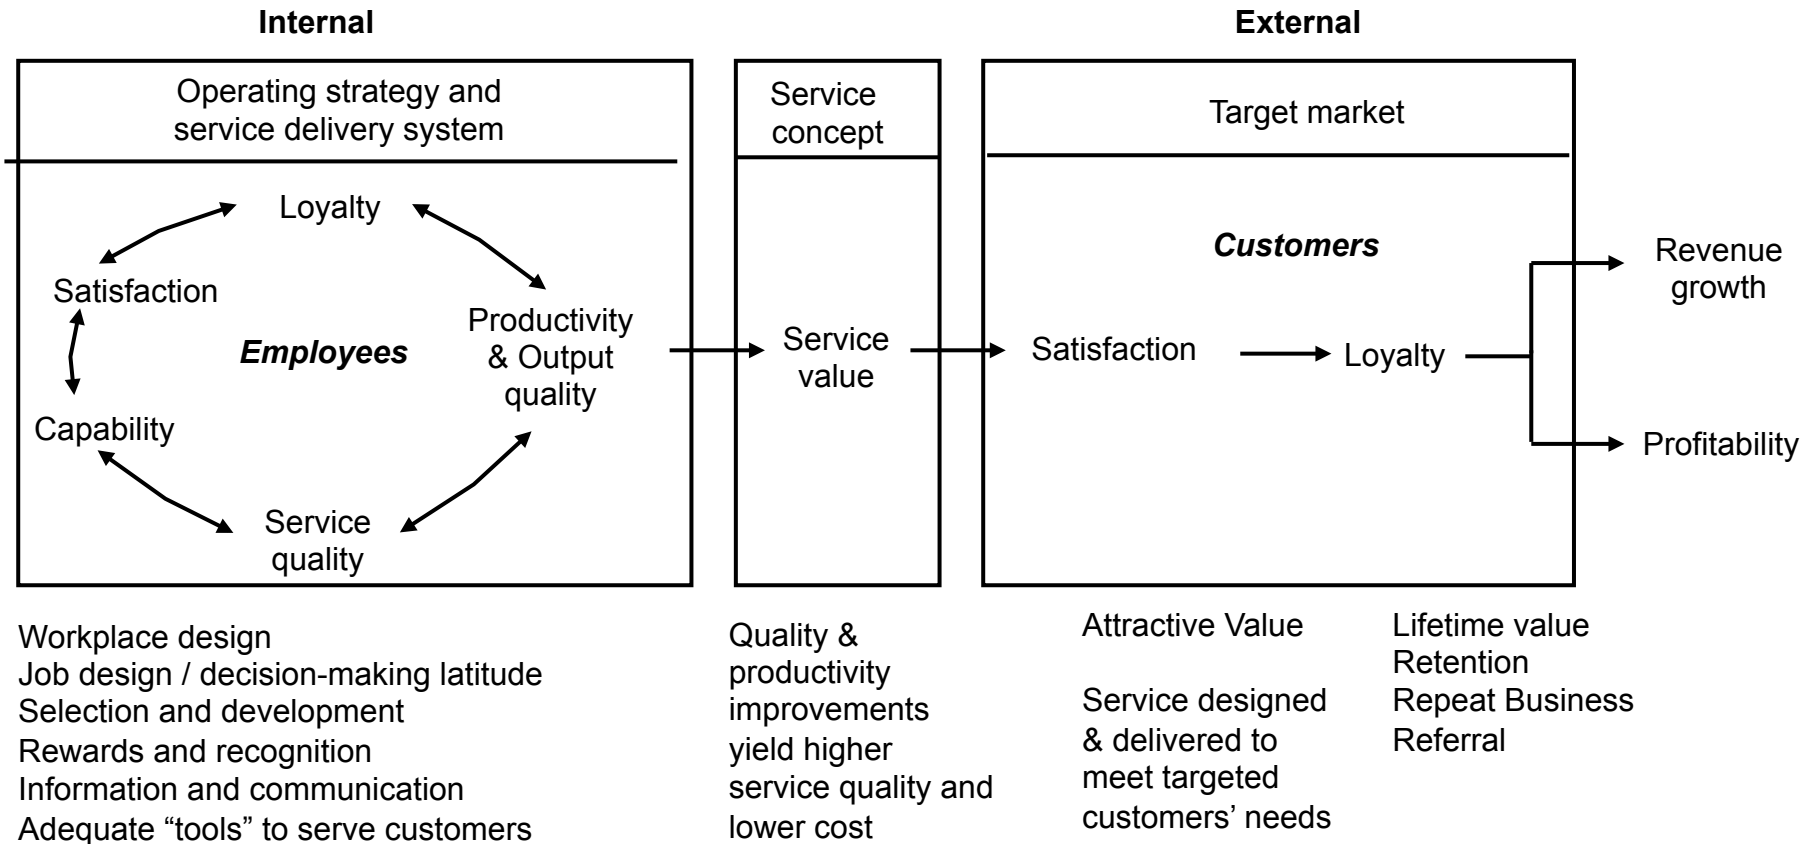 Internal
External
Operating strategy and
service delivery system
Service
concept
Target market
Loyalty
Satisfaction
Employees
Productivity
& Output
quality
Capability
Service
quality
Service
value
Customers
Satisfaction
Loyalty
Revenue
growth
Profitability
Workplace design
Job design / decision-making latitude
Selection and development
Rewards and recognition
Information and communication
Adequate “tools” to serve customers
Quality &
productivity
improvements
yield higher
service quality and
lower cost
Attractive Value
Service designed
& delivered to
meet targeted
customers’ needs
Lifetime value
Retention
Repeat Business
Referral